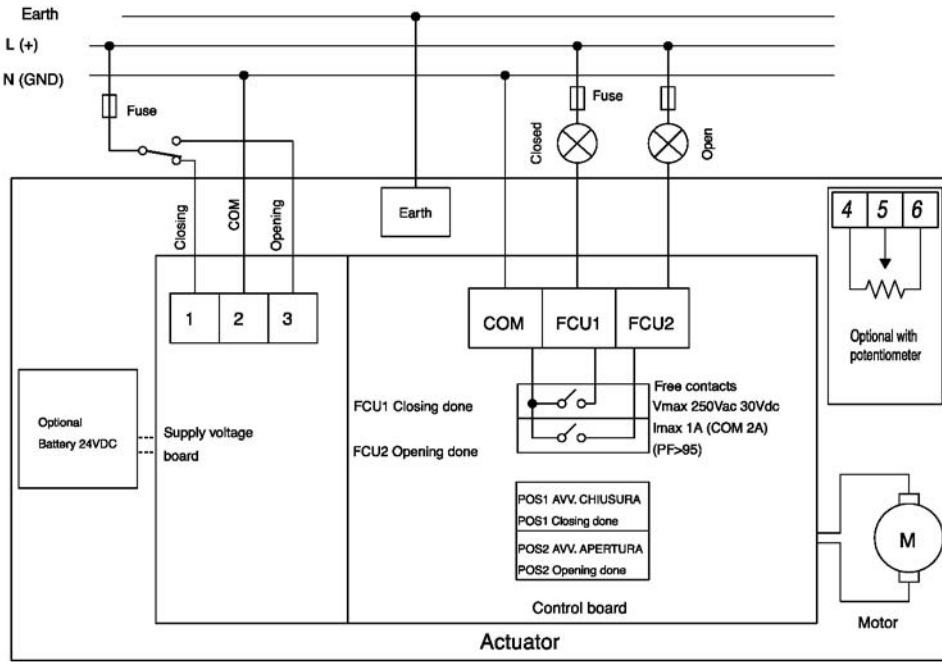 Earth
L (+)
N (GND)
Fuse
Fuse
Closed
Open
Closing
COM
Opening
Earth
4 5 6
Optional with
potentiometer
1 2 3
COM FCU1 FCU2
Free contacts
Vmax 250Vac 30Vdc
Imax 1A (COM 2A)
(PF>95)
FCU1 Closing done
FCU2 Opening done
Optional
Battery 24VDC
Supply voltage
board
POS1 AVV. CHIUSURA
POS1 Closing done
POS2 AVV. APERTURA
POS2 Opening done
Control board
M
Motor
Actuator